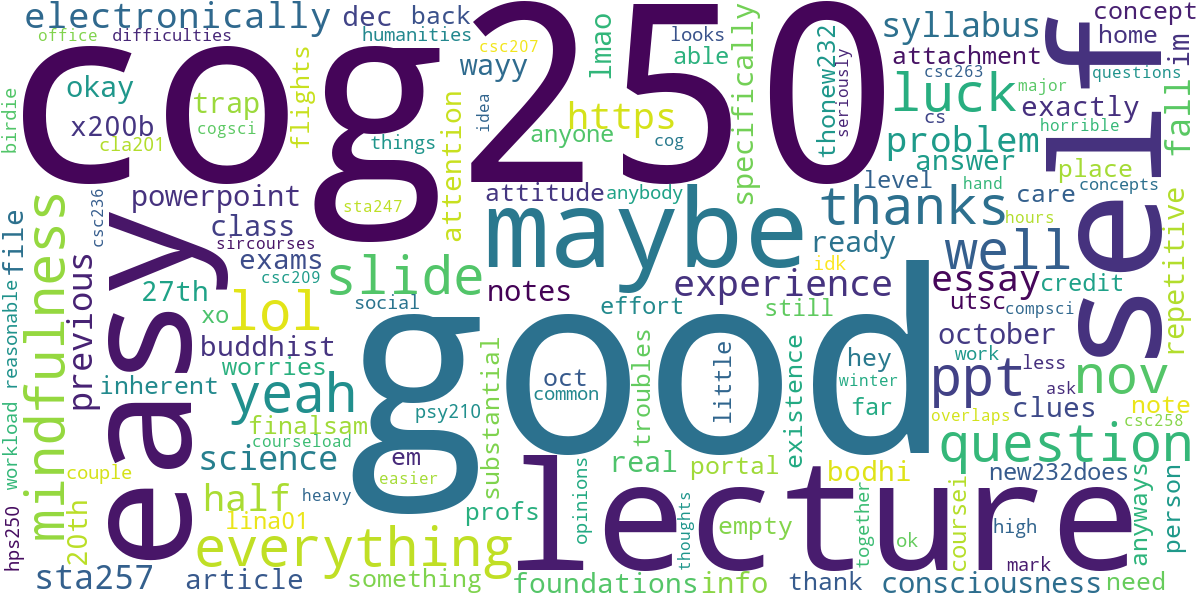 cog250
good
easy
lecture
self
maybe
electronically
dec
back
office
difficulties
humanities
csc207
looks
syllabus
concept
home
wayy
lmao
able
attachment
csc263
questions
okay
flights
luck
im
trap
https
specifically
thonew232
seriously
cs
major
exactly
horrible
fall
birdie
x200b
cogsci
cla201
attention
things
anyone
idea
cog
problem
answer
place
concepts
csc236
powerpoint
sta247
attitude
anybody
level
hand
care
mindfulness
class
sircourses
thanks
hours
file
previous
exams
csc209
slide
ready
well
repetitive
27th
social
notes
experience
idk
essay
credit
reasonable
xo
lol
effort
still
utsc
compsci
buddhist
october
worries
troubles
little
existence
hey
work
less
nov
inherent
yeah
oct
common
winter
ppt
ask
workload
finalsam
psy210
substantial
far
clues
note
overlaps
csc258
courseload
science
em
question
couple
easier
real
portal
bodhi
new232does
anyways
person
hps250
20th
half
heavy
lina01
profs
opinions
thoughts
empty
together
ok
coursei
high
everything
mark
sta257
article
something
foundations
info
thank
consciousness
need